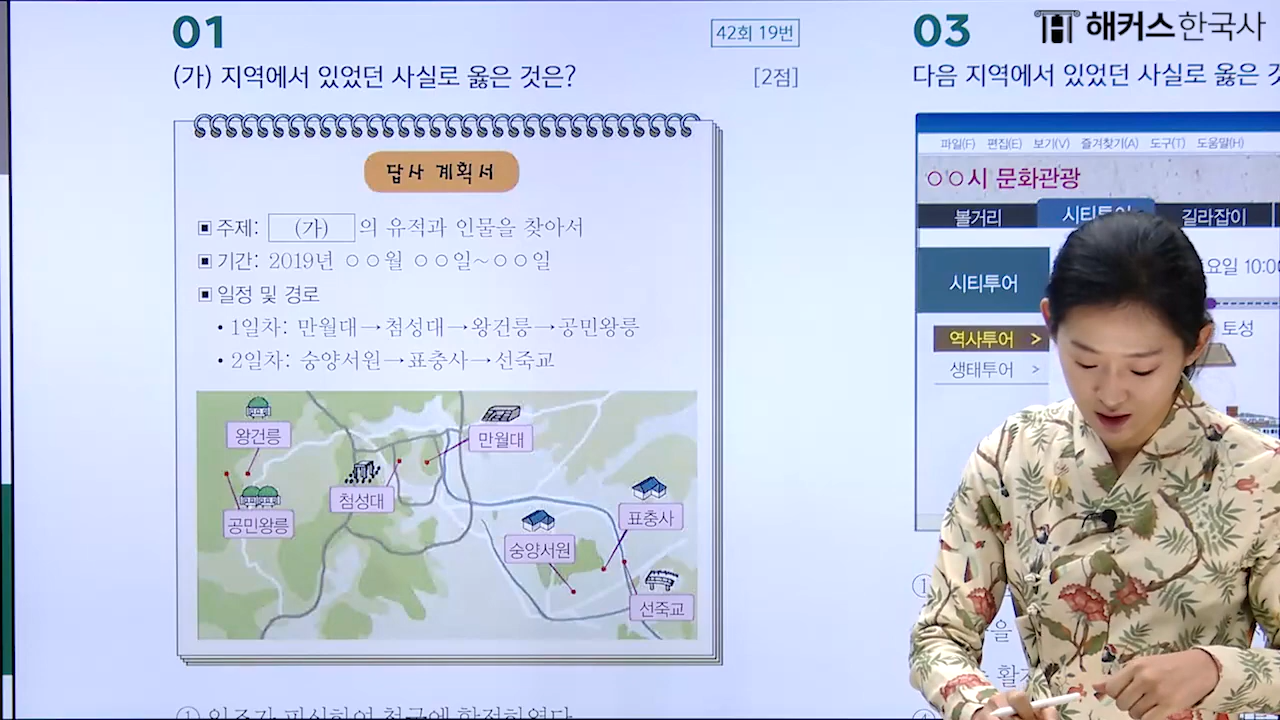 01
42회 19번
(가) 지역에서 있었던 사실로 옳은 것은?
[2점]
답사 계획서
▣ 주제: (가) 의 유적과 인물을 찾아서
▣ 기간: 2019년 ○○월 ○○일~○○일
▣ 일정 및 경로
• 1일차: 만월대→첨성대→왕건릉→공민왕릉
• 2일차: 숭양서원→표충사→선죽교
왕건릉
만월대
첨성대
공민왕릉
표충사
숭양서원
선죽교
03
해커스한국사
다음 지역에서 있었던 사실로 옳은
파일(F) 편집(E) 보기(V) 즐겨찾기(A) 도구(T) 도움말(H)
○○시 문화관광
볼거리 시티투어 길라잡이
시티투어
요일 10:0
역사투어 >
토성
생태투어 >
①
을